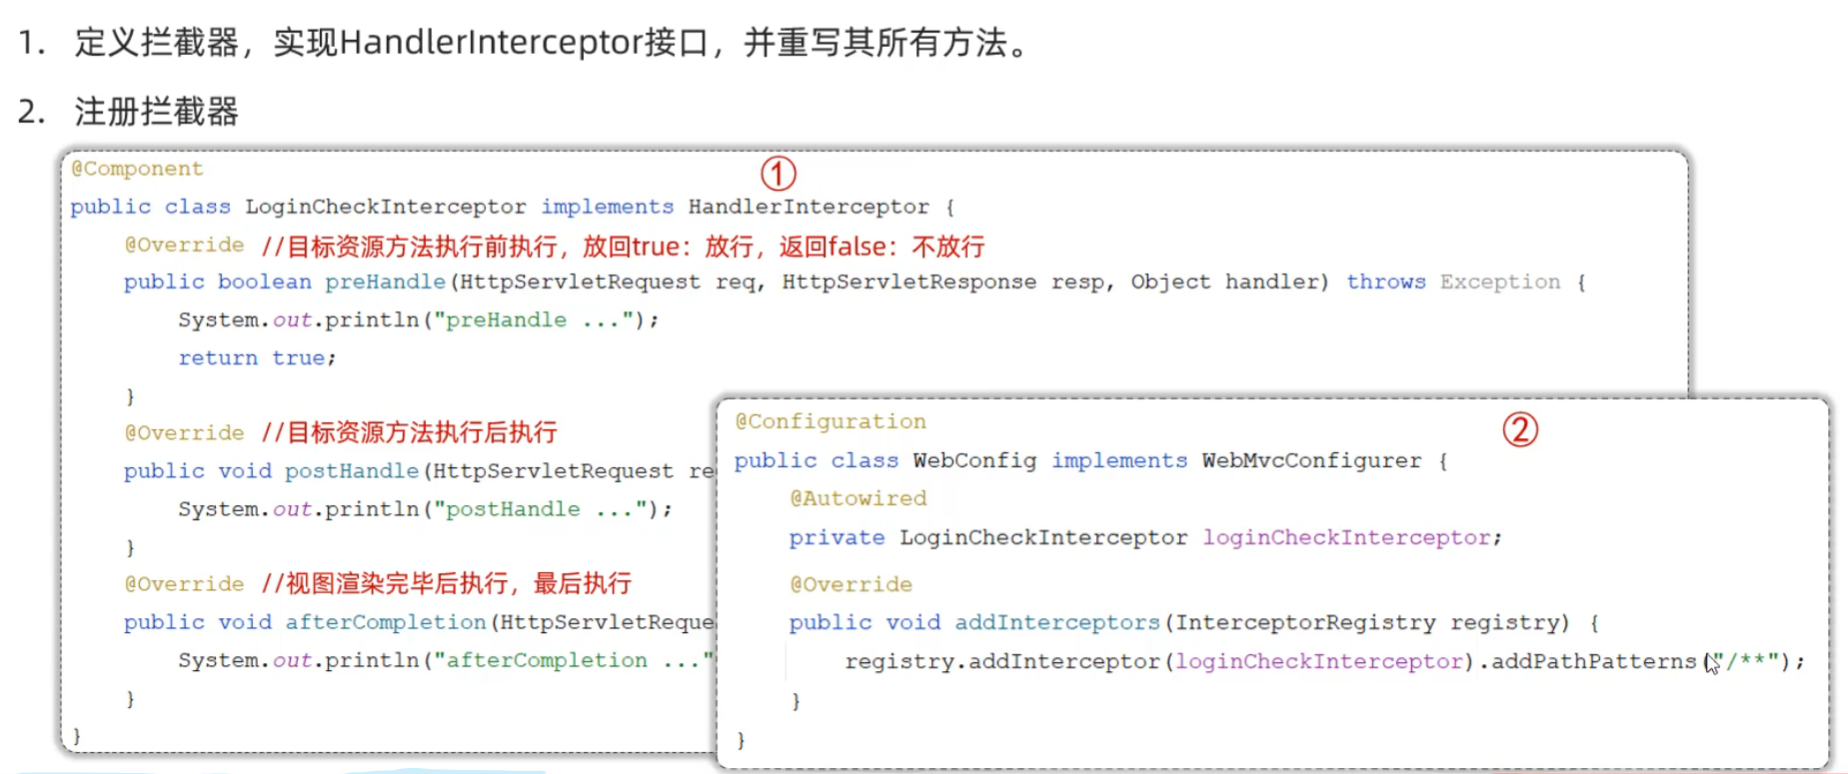 1. 定义拦截器，实现HandlerInterceptor接口，并重写其所有方法。
2. 注册拦截器
①
@Component
public class LoginCheckInterceptor implements HandlerInterceptor {
@Override //目标资源方法执行前执行，放回true：放行，返回false：不放行
public boolean preHandle(HttpServletRequest req, HttpServletResponse resp, Object handler) throws Exception {
System.out.println("preHandle ...");
return true;
}
@Override //目标资源方法执行后执行
public void postHandle(HttpServletRequest re
System.out.println("postHandle ...");
}
@Override //视图渲染完毕后执行，最后执行
public void afterCompletion(HttpServletReque
System.out.println("afterCompletion ..."
}
}
②
@Configuration
public class WebConfig implements WebMvcConfigurer {
@Autowired
private LoginCheckInterceptor loginCheckInterceptor;
@Override
public void addInterceptors(InterceptorRegistry registry) {
registry.addInterceptor(loginCheckInterceptor).addPathPatterns("/**");
}
}